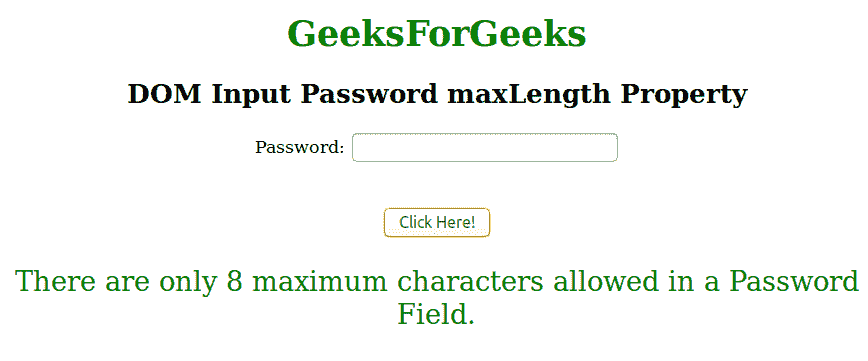 GeeksForGeeks
DOM Input Password maxLength Property
Password:
Click Here!
There are only 8 maximum characters allowed in a Password
Field.